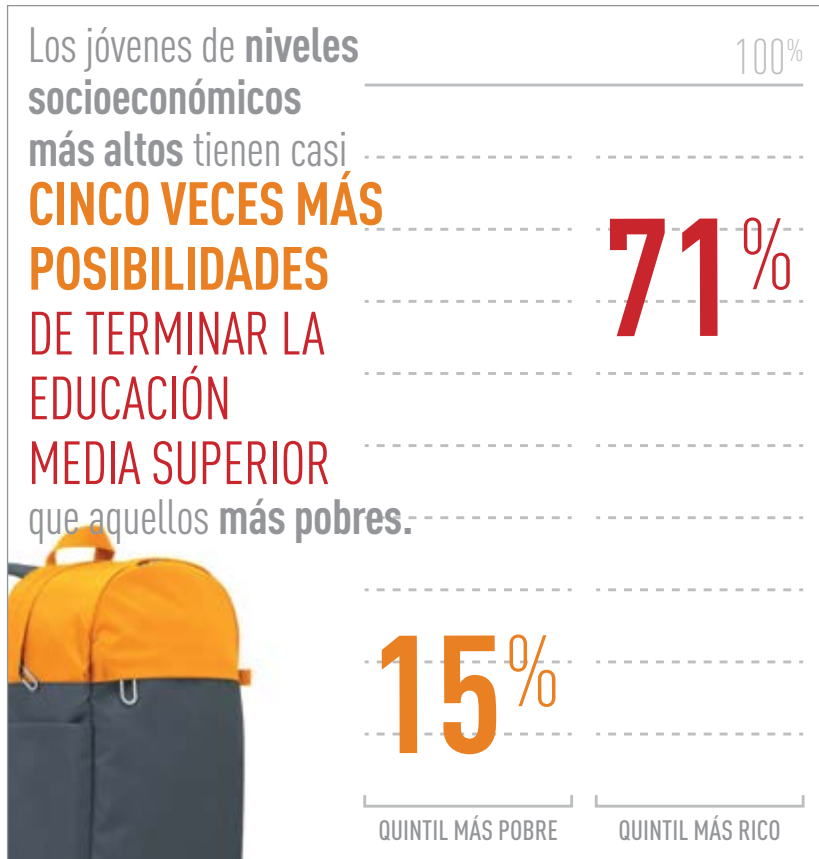 Los jóvenes de niveles
socioeconómicos
más altos tienen casi
CINCO VECES MÁS
POSIBILIDADES
DE TERMINAR LA
EDUCACIÓN
MEDIA SUPERIOR
que aquellos más pobres.
100%
71%
15%
QUINTIL MÁS POBRE
QUINTIL MÁS RICO